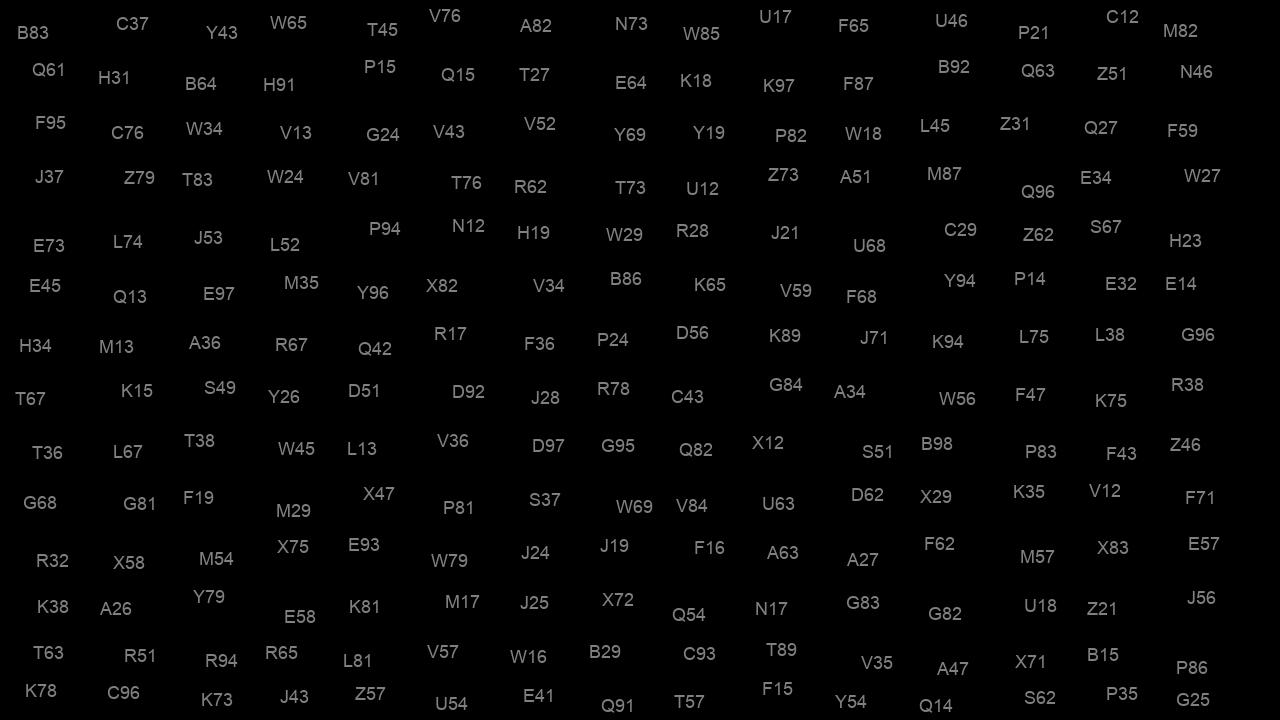 B83 C37 Y43 W65 T45 V76 A82 N73 W85 U17 F65 U46 P21 C12 M82
Q61 H31 B64 H91 P15 Q15 T27 E64 K18 K97 F87 B92 Q63 Z51 N46
F95 C76 W34 V13 G24 V43 V52 Y69 Y19 P82 W18 L45 Z31 Q27 F59
J37 Z79 T83 W24 V81 T76 R62 T73 U12 Z73 A51 M87 Q96 E34 W27
E73 L74 J53 L52 P94 N12 H19 W29 R28 J21 U68 C29 Z62 S67 H23
E45 Q13 E97 M35 Y96 X82 V34 B86 K65 V59 F68 Y94 P14 E32 E14
H34 M13 A36 R67 Q42 R17 F36 P24 D56 K89 J71 K94 L75 L38 G96
T67 K15 S49 Y26 D51 D92 J28 R78 C43 G84 A34 W56 F47 K75 R38
T36 L67 T38 W45 L13 V36 D97 G95 Q82 X12 S51 B98 P83 F43 Z46
G68 G81 F19 M29 X47 P81 S37 W69 V84 U63 D62 X29 K35 V12 F71
R32 X58 M54 X75 E93 W79 J24 J19 F16 A63 A27 F62 M57 X83 E57
K38 A26 Y79 E58 K81 M17 J25 X72 Q54 N17 G83 G82 U18 Z21 J56
T63 R51 R94 R65 L81 V57 W16 B29 C93 T89 V35 A47 X71 B15 P86
K78 C96 K73 J43 Z57 U54 E41 Q91 T57 F15 Y54 Q14 S62 P35 G25